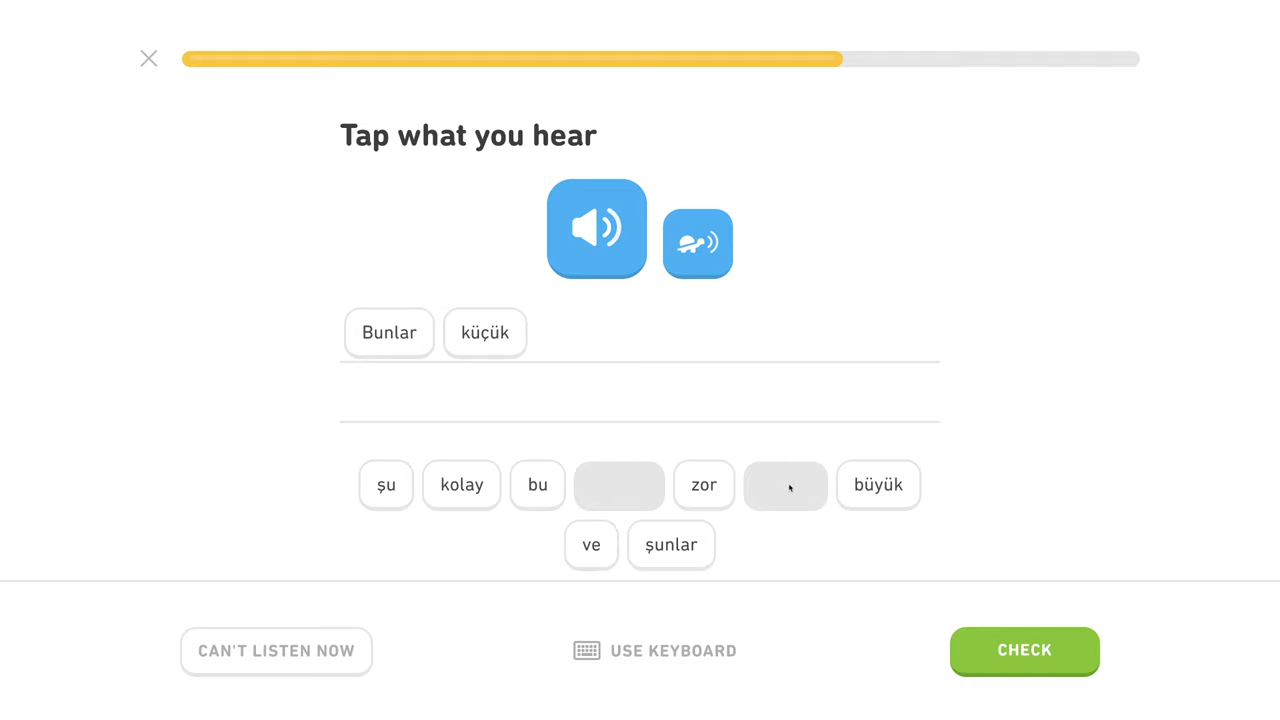 Tap what you hear
Bunlar küçük
şu kolay bu zor büyük
ve şunlar
CAN'T LISTEN NOW USE KEYBOARD CHECK